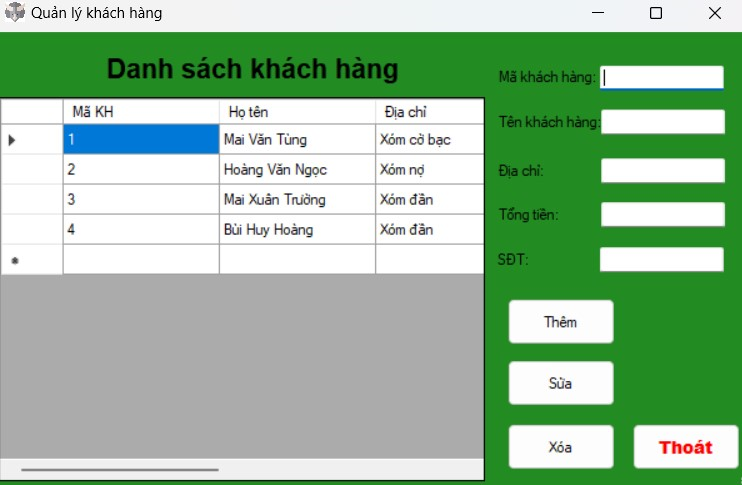 Quản lý khách hàng
Danh sách khách hàng
Mã KH Họ tên Địa chỉ
1 Mai Văn Tùng Xóm cờ bạc
2 Hoàng Văn Ngọc Xóm nợ
3 Mai Xuân Trường Xóm đần
4 Bùi Huy Hoàng Xóm đần
Mã khách hàng:
Tên khách hàng:
Địa chỉ:
Tổng tiền:
SĐT:
Thêm
Sửa
Xóa
Thoát